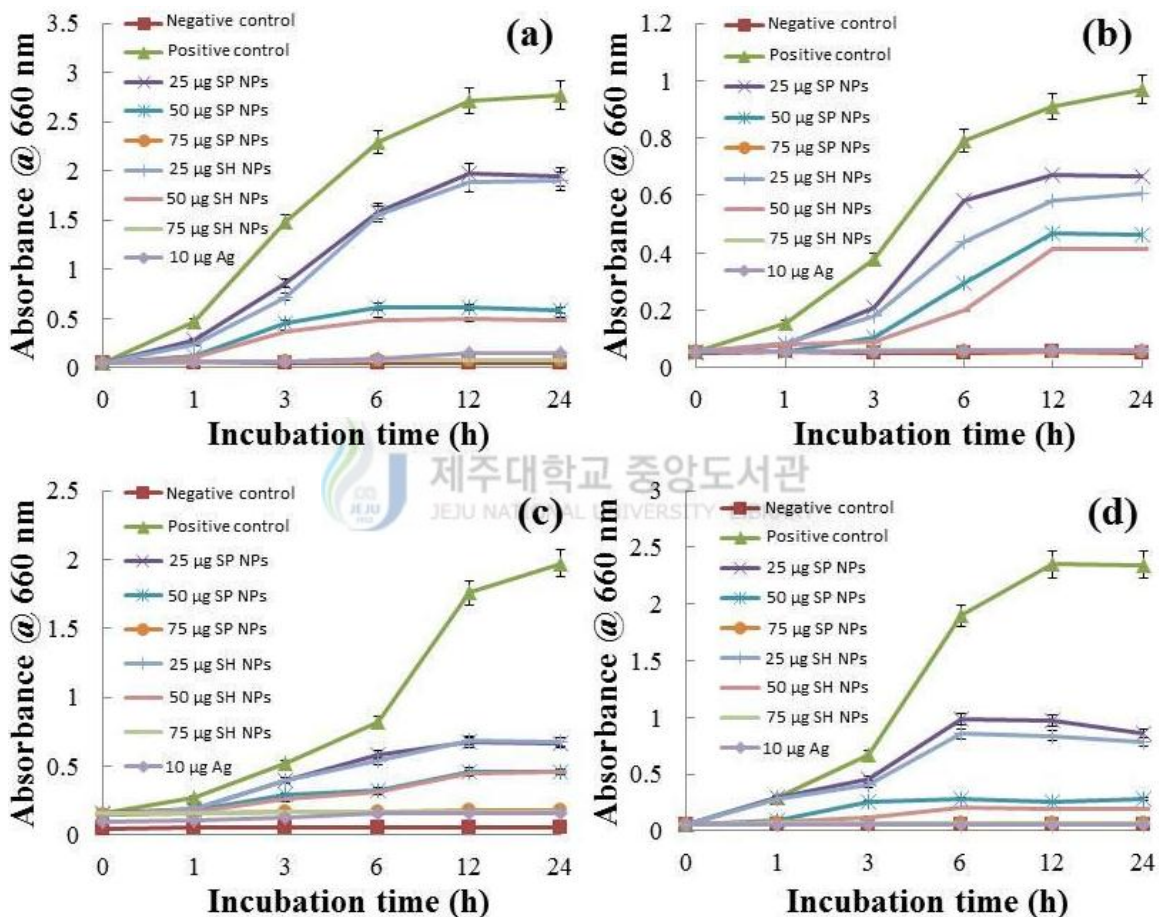 (a)
Absorbance @ 660 nm
3.5
3
2.5
2
1.5
1
0.5
0
Negative control
Positive control
25 µg SP NPs
50 µg SP NPs
75 µg SP NPs
25 µg SH NPs
50 µg SH NPs
75 µg SH NPs
10 µg Ag
0 1 3 6 12 24
Incubation time (h)
(b)
Absorbance @ 660 nm
1.2
1
0.8
0.6
0.4
0.2
0
Negative control
Positive control
25 µg SP NPs
50 µg SP NPs
75 µg SP NPs
25 µg SH NPs
50 µg SH NPs
75 µg SH NPs
10 µg Ag
0 1 3 6 12 24
Incubation time (h)
제주대학교 중앙도서관
JEJU NATIONAL UNIVERSITY LIBRARY
JEJU
1952
(c)
Absorbance @ 660 nm
2.5
2
1.5
1
0.5
0
Negative control
Positive control
25 µg SP NPs
50 µg SP NPs
75 µg SP NPs
25 µg SH NPs
50 µg SH NPs
75 µg SH NPs
10 µg Ag
0 1 3 6 12 24
Incubation time (h)
(d)
Absorbance @ 660 nm
3
2.5
2
1.5
1
0.5
0
Negative control
Positive control
25 µg SP NPs
50 µg SP NPs
75 µg SP NPs
25 µg SH NPs
50 µg SH NPs
75 µg SH NPs
10 µg Ag
0 1 3 6 12 24
Incubation time (h)